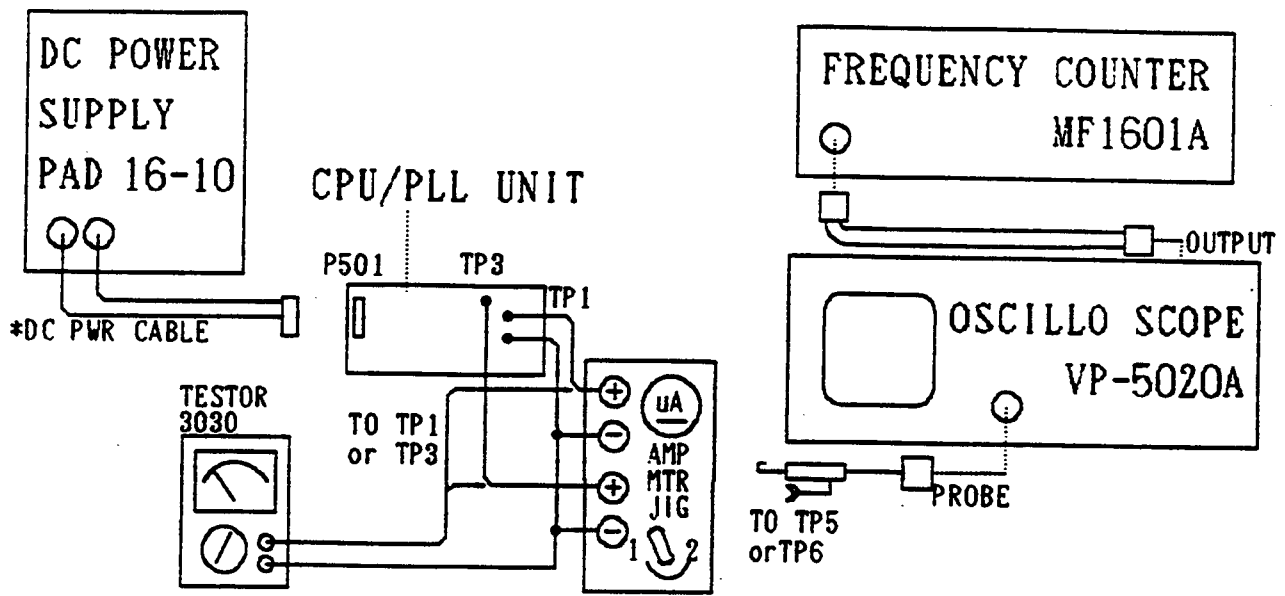 DC POWER
SUPPLY
PAD 16-10
FREQUENCY COUNTER
MF1601A
CPU/PLL UNIT
OUTPUT
P501
TP3
TP1
*DC PWR CABLE
OSCILLO SCOPE
VP-5020A
TESTOR
3030
TO TP1
or TP3
+
uA
-
AMP
MTR
JIG
+
-
1 2
PROBE
TO TP5
orTP6